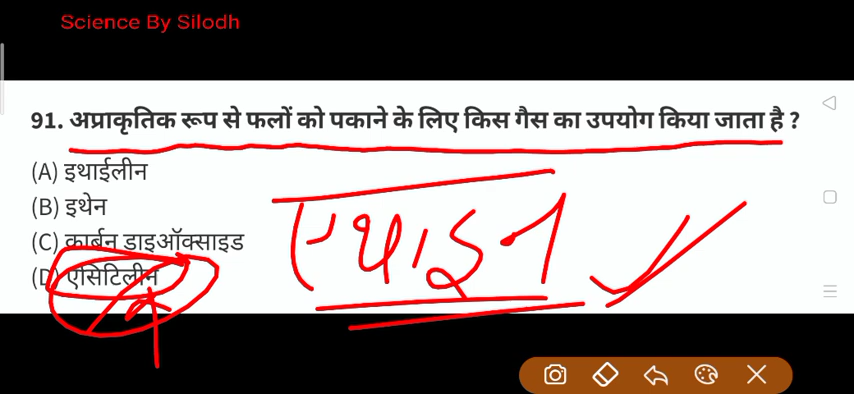 Science By Silodh
91. अप्राकृतिक रूप से फलों को पकाने के लिए किस गैस का उपयोग किया जाता है ?
(A) इथाईलीन
(B) इथेन
(C) कार्बन डाइऑक्साइड
(D) एसिटिलीन
एथाइन